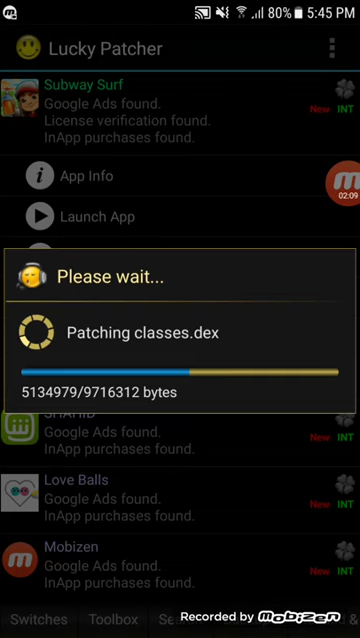 80% 5:45 PM
Lucky Patcher
Subway Surf
Google Ads found.
License verification found.
InApp purchases found.
New INT
App Info
Launch App
02:09
Please wait...
Patching classes.dex
5134979/9716312 bytes
SHAHID
Google Ads found.
InApp purchases found.
New INT
Love Balls
Google Ads found.
InApp purchases found.
New INT
Mobizen
Google Ads found.
InApp purchases found.
New INT
Switches Toolbox
Recorded by mobizen